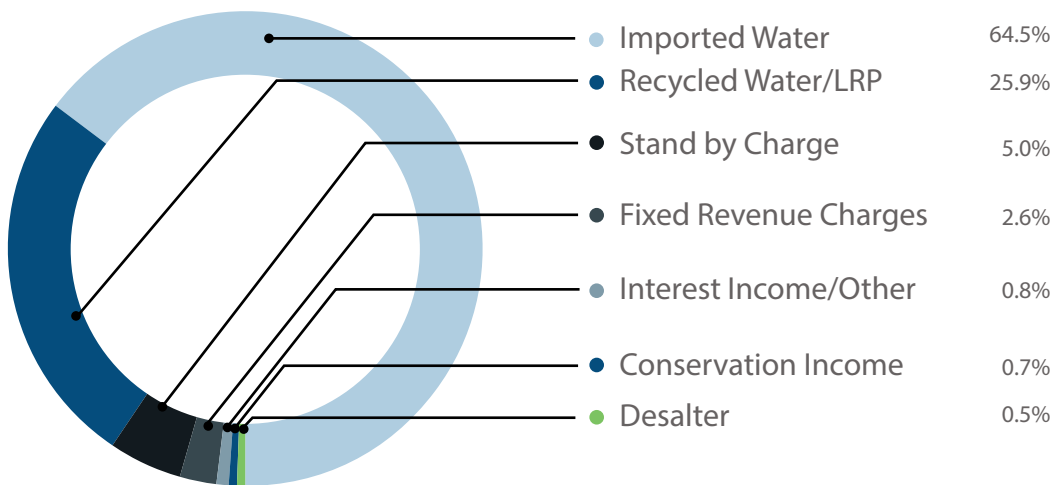 Imported Water 64.5%
Recycled Water/LRP 25.9%
Stand by Charge 5.0%
Fixed Revenue Charges 2.6%
Interest Income/Other 0.8%
Conservation Income 0.7%
Desalter 0.5%